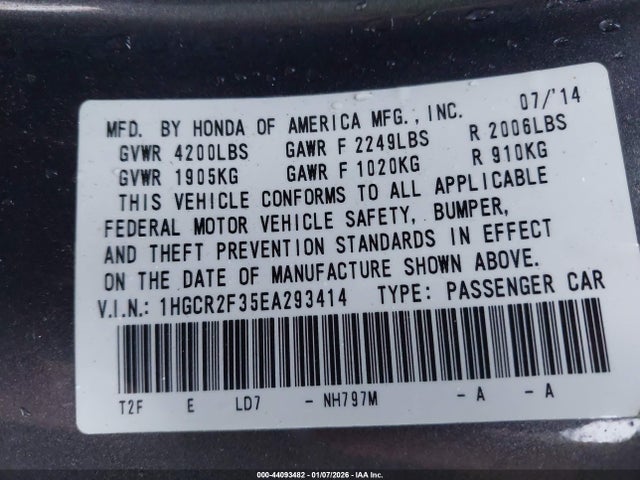 MFD. BY HONDA OF AMERICA MFG., INC. 07/'14
GVWR 4200LBS GAWR F 2249LBS R 2006LBS
GVWR 1905KG GAWR F 1020KG R 910KG
THIS VEHICLE CONFORMS TO ALL APPLICABLE
FEDERAL MOTOR VEHICLE SAFETY, BUMPER,
AND THEFT PREVENTION STANDARDS IN EFFECT
ON THE DATE OF MANUFACTURE SHOWN ABOVE.
V.I.N.: 1HGCR2F35EA293414 TYPE: PASSENGER CAR
T2F E LD7 - NH797M - A - A
000-44093482 - 01/07/2026 - IAA Inc.